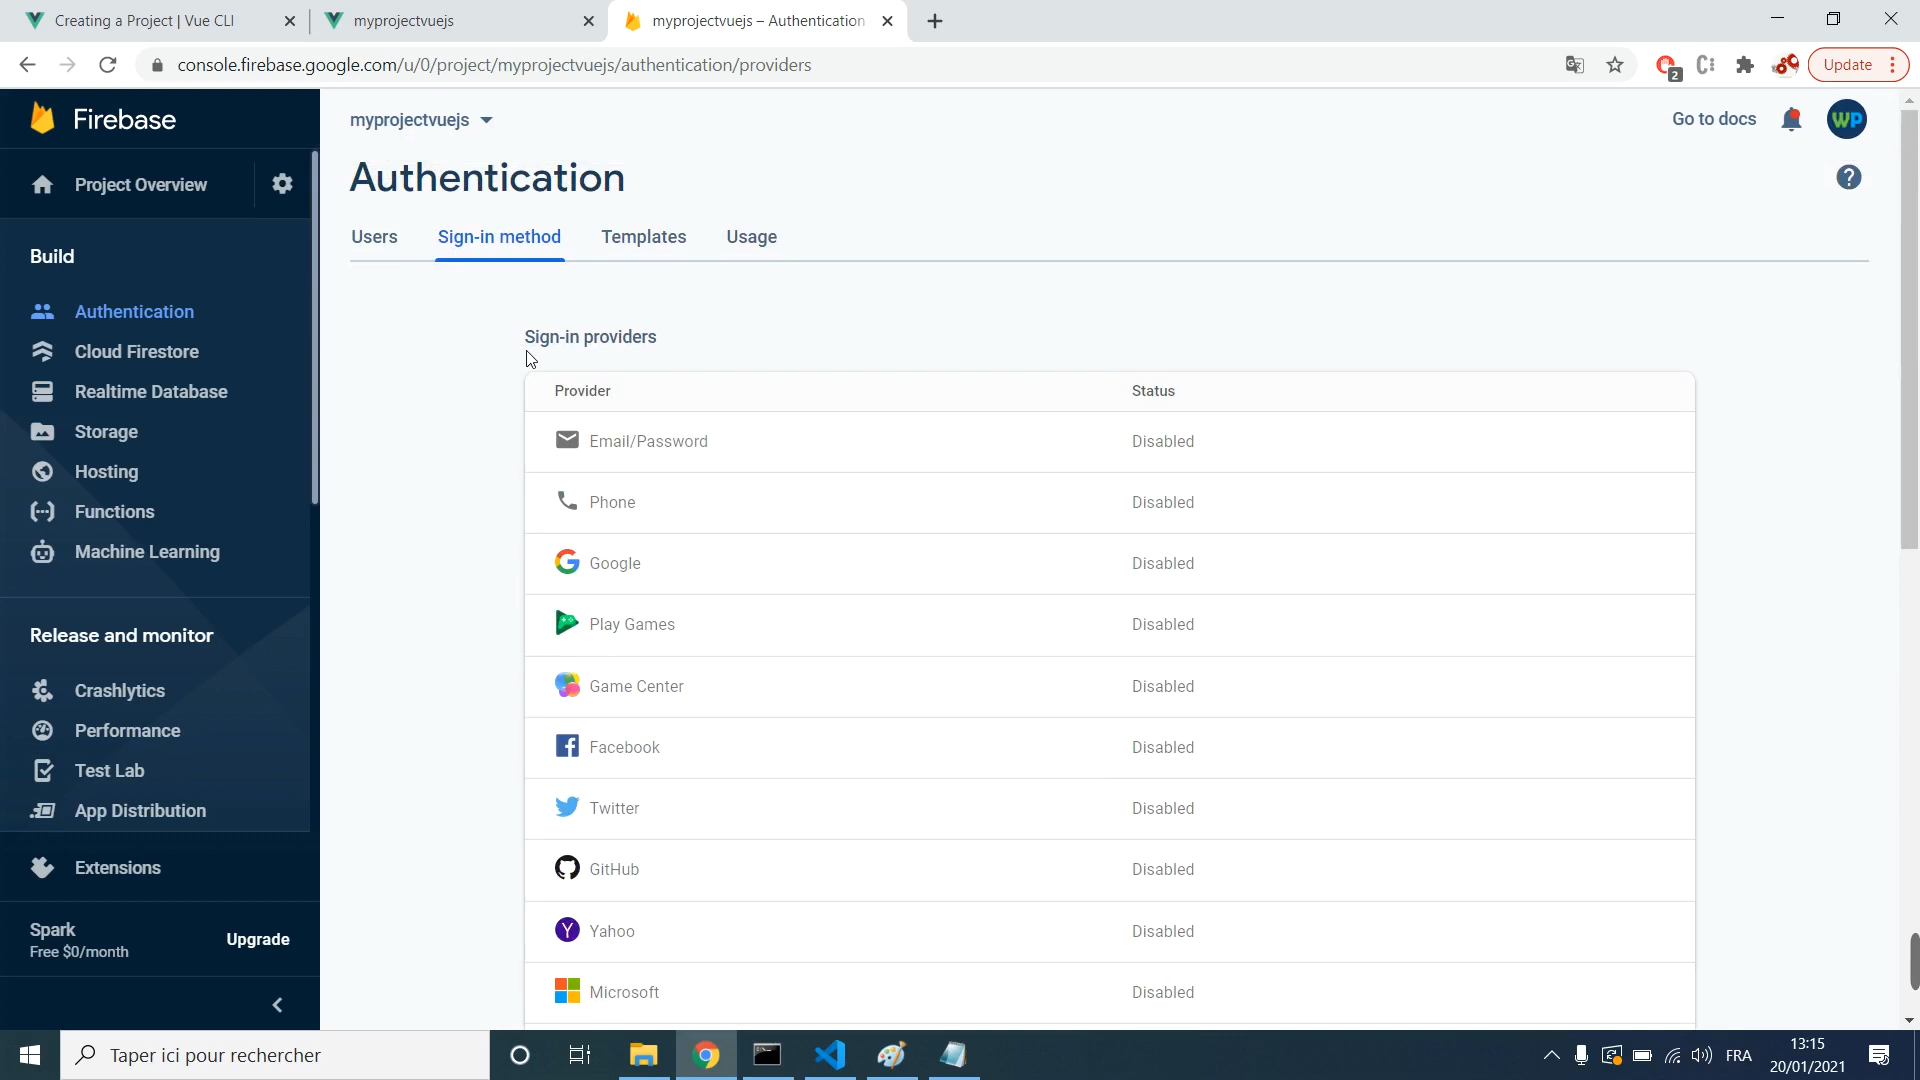 Creating a Project | Vue CLI
myprojectvuejs
myprojectvuejs – Authentication
console.firebase.google.com/u/0/project/myprojectvuejs/authentication/providers
2
Update
Firebase
myprojectvuejs
Go to docs
WP
Project Overview
Authentication
?
Users
Sign-in method
Templates
Usage
Build
Authentication
Cloud Firestore
Realtime Database
Storage
Hosting
Functions
Machine Learning
Release and monitor
Crashlytics
Performance
Test Lab
App Distribution
Extensions
Spark
Free $0/month
Upgrade
Sign-in providers
Provider
Status
Email/Password
Disabled
Phone
Disabled
Google
Disabled
Play Games
Disabled
Game Center
Disabled
Facebook
Disabled
Twitter
Disabled
GitHub
Disabled
Yahoo
Disabled
Microsoft
Disabled
Taper ici pour rechercher
FRA
13:15
20/01/2021